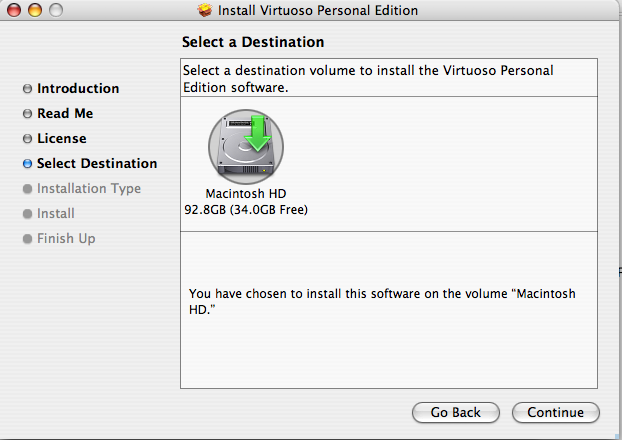 Install Virtuoso Personal Edition
Select a Destination
Introduction
Read Me
License
Select Destination
Installation Type
Install
Finish Up
Select a destination volume to install the Virtuoso Personal
Edition software.
Macintosh HD
92.8GB (34.0GB Free)
You have chosen to install this software on the volume “Macintosh
HD.”
Go Back
Continue